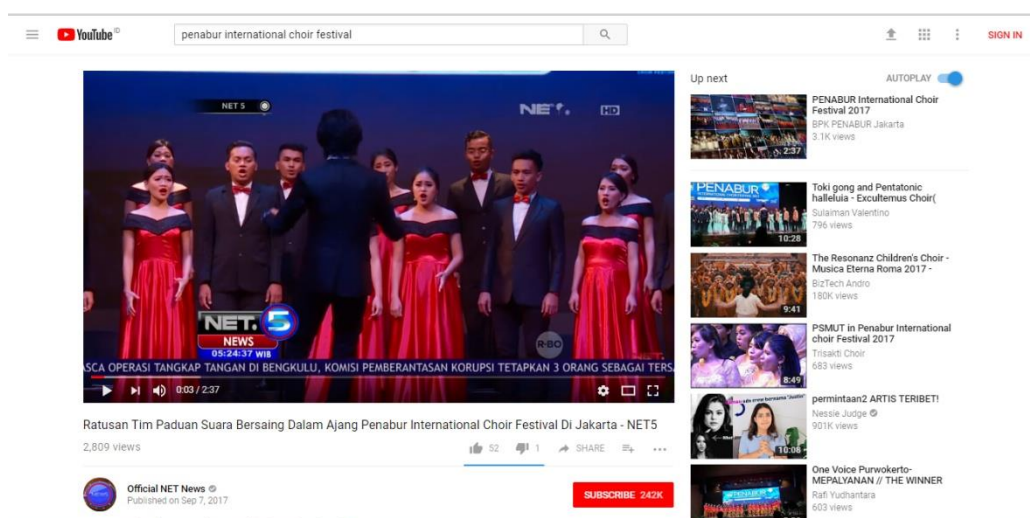 YouTube ID
penabur international choir festival
SIGN IN
NET 5
NET.
HD
NET. 5
NEWS
05:24:37 WIB
R-BO
ASCA OPERASI TANGKAP TANGAN DI BENGKULU, KOMISI PEMBERANTASAN KORUPSI TETAPKAN 3 ORANG SEBAGAI TERSA
0:03 / 2:37
Ratusan Tim Paduan Suara Bersaing Dalam Ajang Penabur International Choir Festival Di Jakarta - NET5
2,809 views
52
1
SHARE
Official NET News
Published on Sep 7, 2017
SUBSCRIBE 242K
Up next
AUTOPLAY
2:37
PENABUR International Choir
Festival 2017
BPK PENABUR Jakarta
3.1K views
PENABUR
10:28
Toki gong and Pentatonic
halleluia - Excultemus Choir(
Sulaiman Valentino
796 views
9:41
The Resonanz Children's Choir -
Musica Eterna Roma 2017 -
BizTech Andro
180K views
8:49
PSMUT in Penabur International
choir Festival 2017
Trisakti Choir
683 views
10:08
permintaan2 ARTIS TERIBET!
Nessie Judge
901K views
PENABUR
One Voice Purwokerto-
MEPALYANAN // THE WINNER
Rafi Yudhantara
603 views